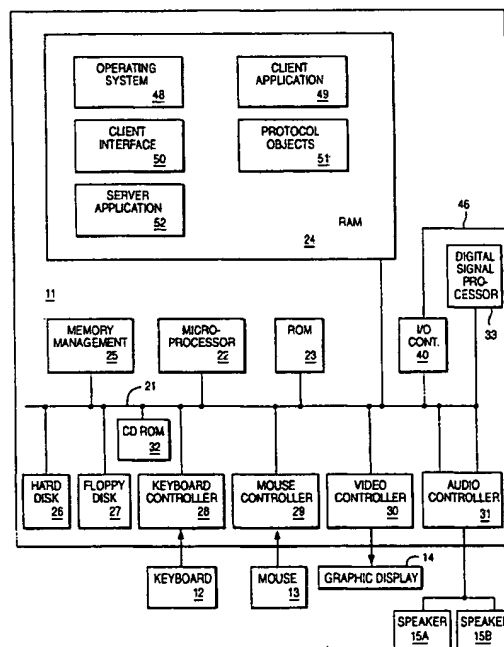 OPERATING
SYSTEM
48
CLIENT
APPLICATION
49
CLIENT
INTERFACE
50
PROTOCOL
OBJECTS
51
SERVER
APPLICATION
52
RAM
24
46
DIGITAL
SIGNAL PRO-
CESSOR
33
11
MEMORY
MANAGEMENT
25
MICRO-
PROCESSOR
22
ROM
23
I/O
CONT.
40
21
CD ROM
32
HARD
DISK
26
FLOPPY
DISK
27
KEYBOARD
CONTROLLER
28
MOUSE
CONTROLLER
29
VIDEO
CONTROLLER
30
AUDIO
CONTROLLER
31
14
KEYBOARD
12
MOUSE
13
GRAPHIC DISPLAY
SPEAKER
15A
SPEAKER
15B